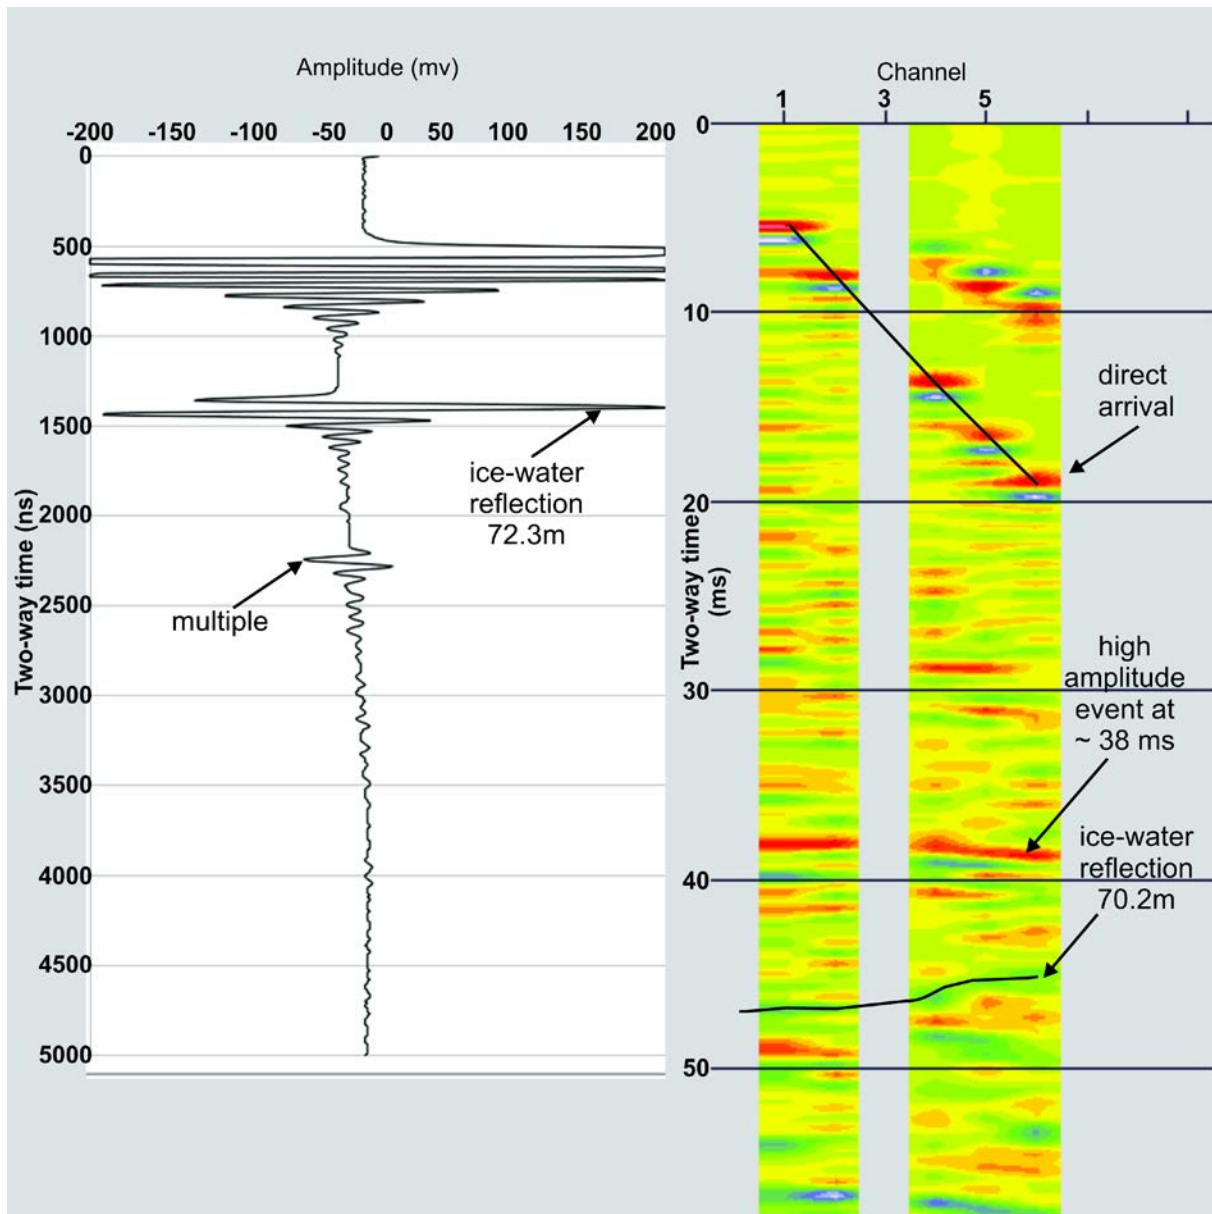 Amplitude (mv)
-200 -150 -100 -50 0 50 100 150 200
0
500
1000
1500
2000
2500
3000
3500
4000
4500
5000
Two-way time (ns)
ice-water
reflection
72.3m
multiple
Channel
1 3 5
0
10
20
30
40
50
Two-way time
(ms)
direct
arrival
high
amplitude
event at
~ 38 ms
ice-water
reflection
70.2m